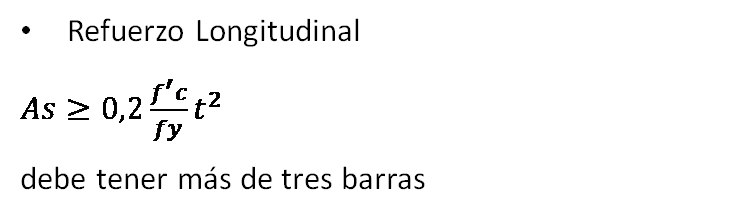 • Refuerzo Longitudinal
As ≥ 0,2 f'c/fy t²
debe tener más de tres barras